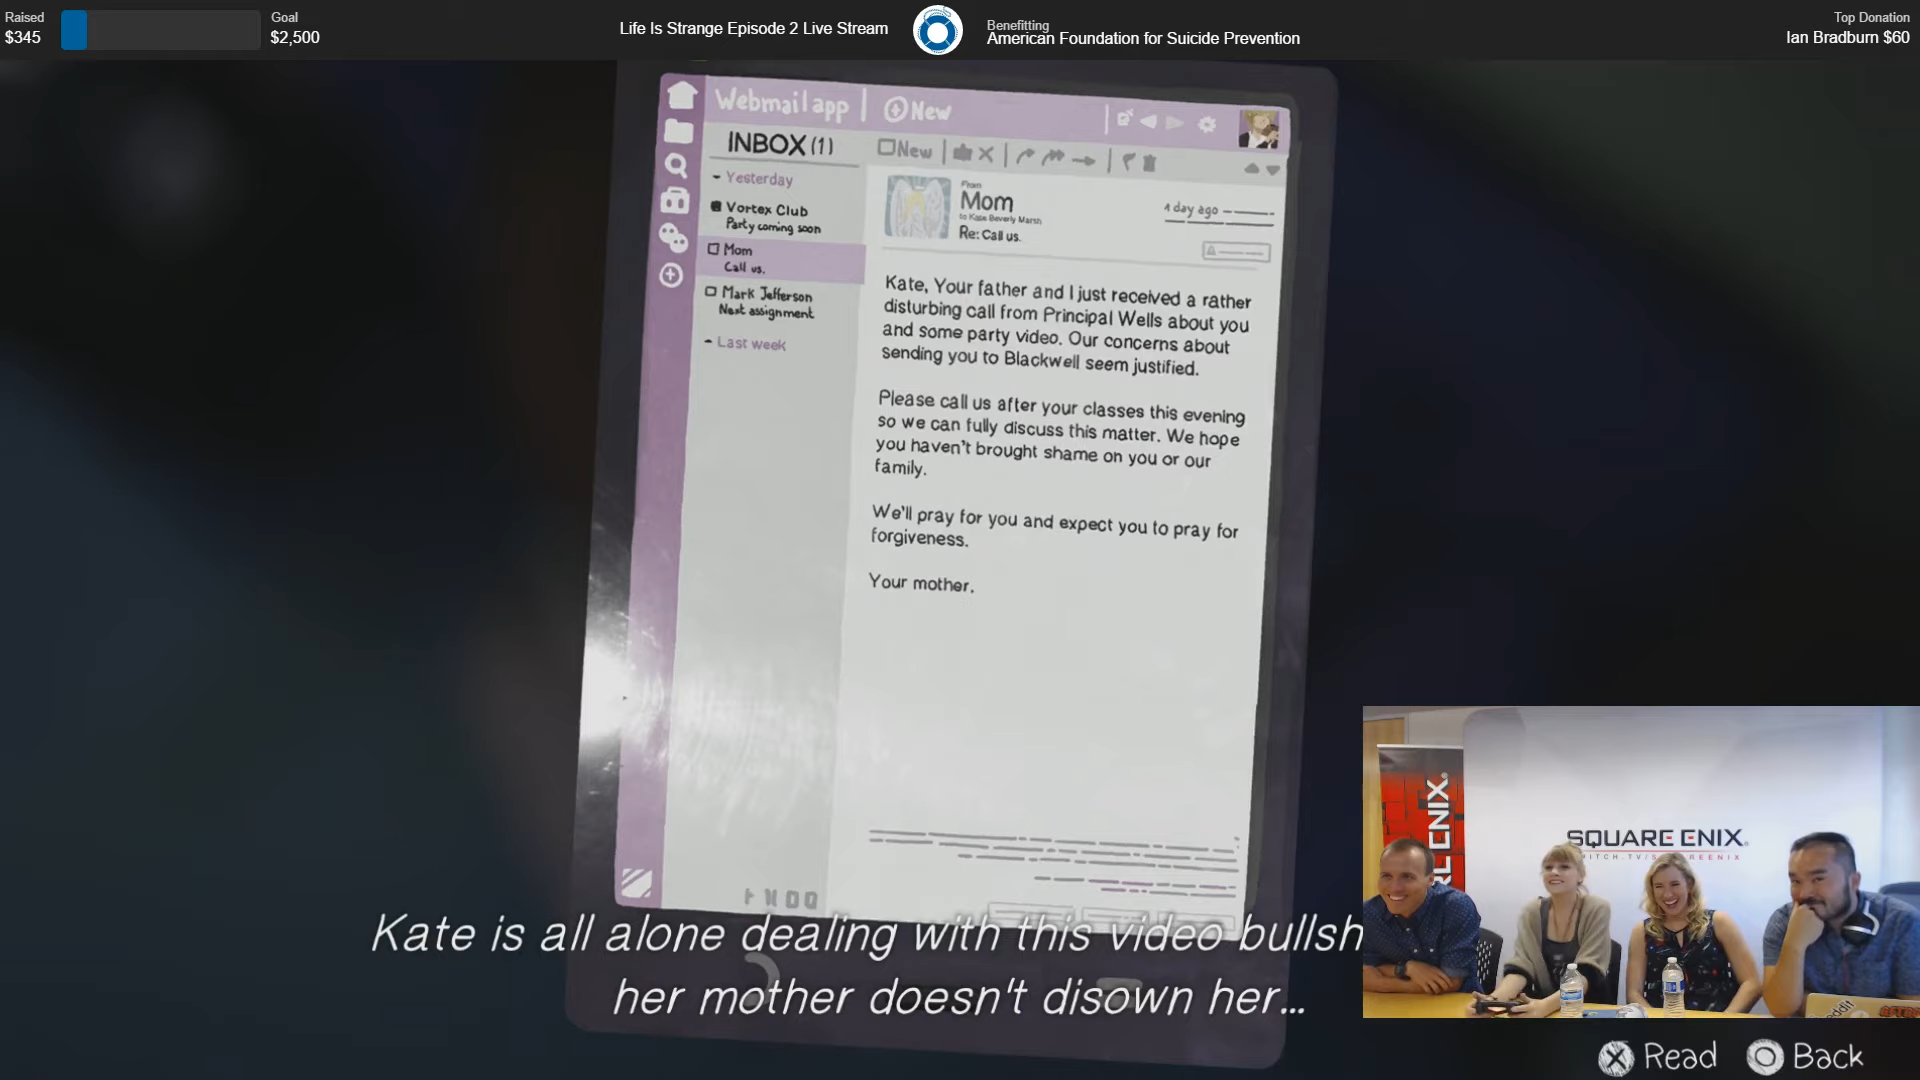 Raised
$345
Goal
$2,500
Life Is Strange Episode 2 Live Stream
Benefitting
American Foundation for Suicide Prevention
Top Donation
Ian Bradburn $60
Webmail app
New
INBOX (1)
New
Yesterday
Vortex Club
Party coming soon
Mom
Call us.
Mark Jefferson
Next assignment
Last week
From
Mom
to Kate Beverly Marsh
Re: Call us.
1 day ago
Kate, Your father and I just received a rather
disturbing call from Principal Wells about you
and some party video. Our concerns about
sending you to Blackwell seem justified.
Please call us after your classes this evening
so we can fully discuss this matter. We hope
you haven't brought shame on you or our
family.
We'll pray for you and expect you to pray for
forgiveness.
Your mother.
Kate is all alone dealing with this video bullsh
her mother doesn't disown her...
SQUARE ENIX
ENIX
reddit
Read
Back